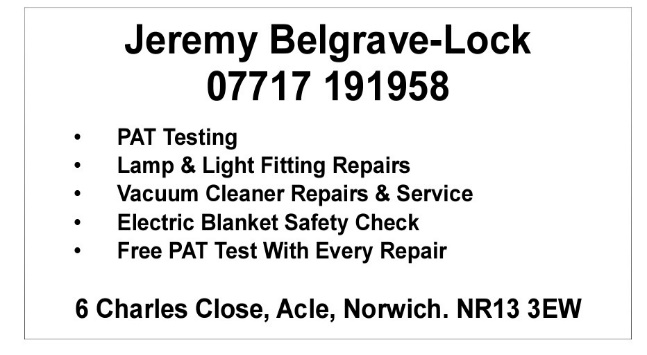 Jeremy Belgrave-Lock
07717 191958
• PAT Testing
• Lamp & Light Fitting Repairs
• Vacuum Cleaner Repairs & Service
• Electric Blanket Safety Check
• Free PAT Test With Every Repair
6 Charles Close, Acle, Norwich. NR13 3EW